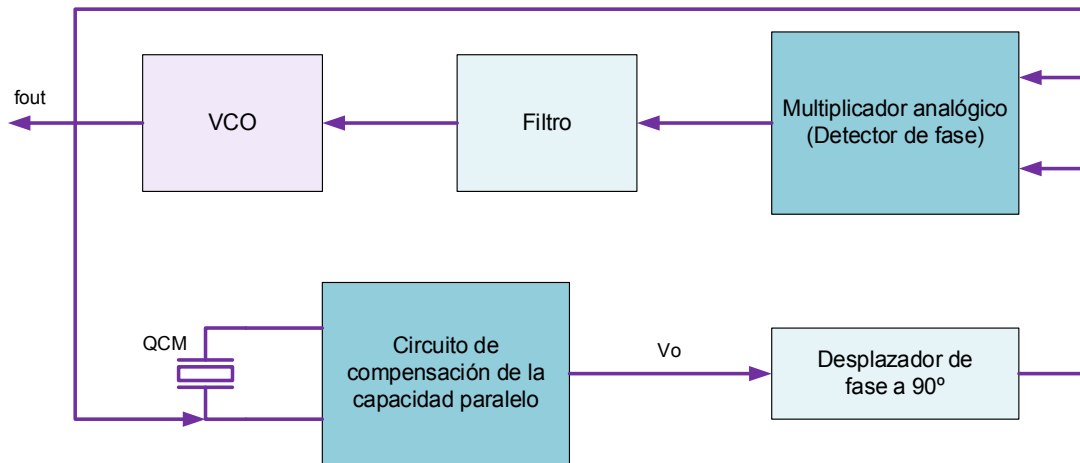 fout
VCO
Filtro
Multiplicador analógico
(Detector de fase)
QCM
Circuito de
compensación de la
capacidad paralelo
Vo
Desplazador de
fase a 90º